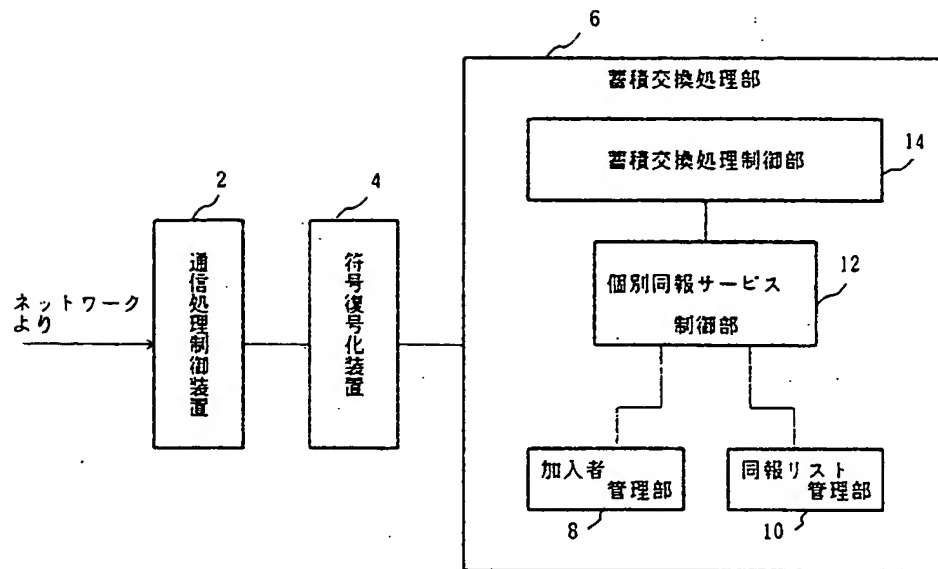 6
蓄積交換処理部
蓄積交換処理制御部
14
2
4
通信処理制御装置
符号復号化装置
ネットワーク
より
個別同報サービス
制御部
12
加入者
管理部
8
同報リスト
管理部
10